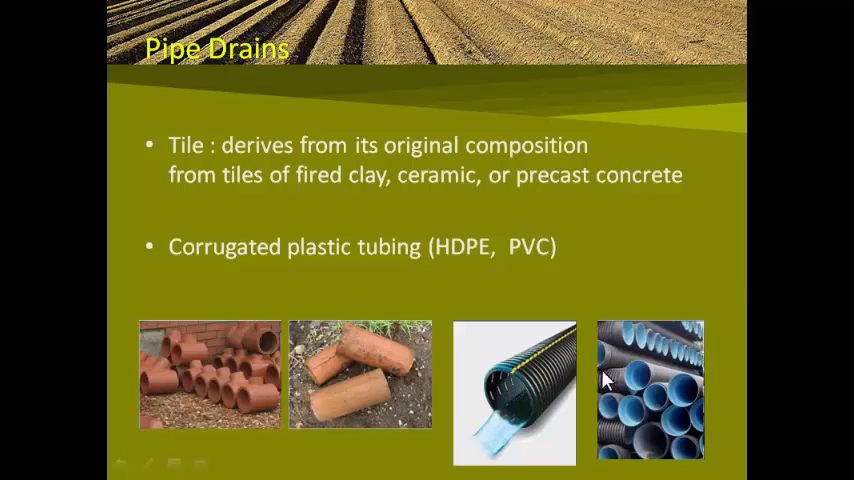 Pipe Drains
• Tile : derives from its original composition
from tiles of fired clay, ceramic, or precast concrete
• Corrugated plastic tubing (HDPE, PVC)